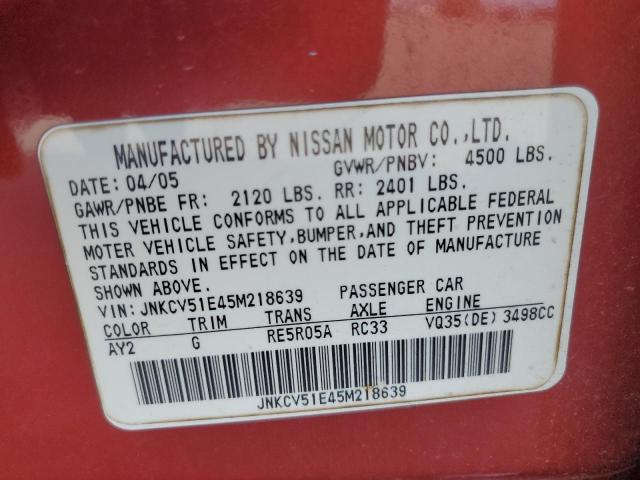 MANUFACTURED BY NISSAN MOTOR CO.,LTD.
DATE: 04/05 GVWR/PNBV: 4500 LBS.
GAWR/PNBE FR: 2120 LBS. RR: 2401 LBS.
THIS VEHICLE CONFORMS TO ALL APPLICABLE FEDERAL
MOTER VEHICLE SAFETY,BUMPER,AND THEFT PREVENTION
STANDARDS IN EFFECT ON THE DATE OF MANUFACTURE
SHOWN ABOVE.
VIN: JNKCV51E45M218639 PASSENGER CAR
COLOR TRIM TRANS AXLE ENGINE
AY2 G RE5R05A RC33 VQ35(DE) 3498CC
JNKCV51E45M218639